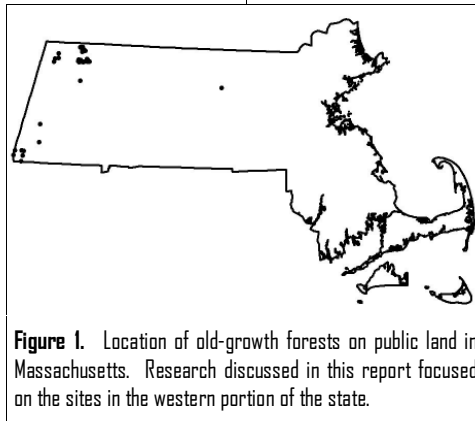 Figure 1. Location of old-growth forests on public land in
Massachusetts. Research discussed in this report focused
on the sites in the western portion of the state.